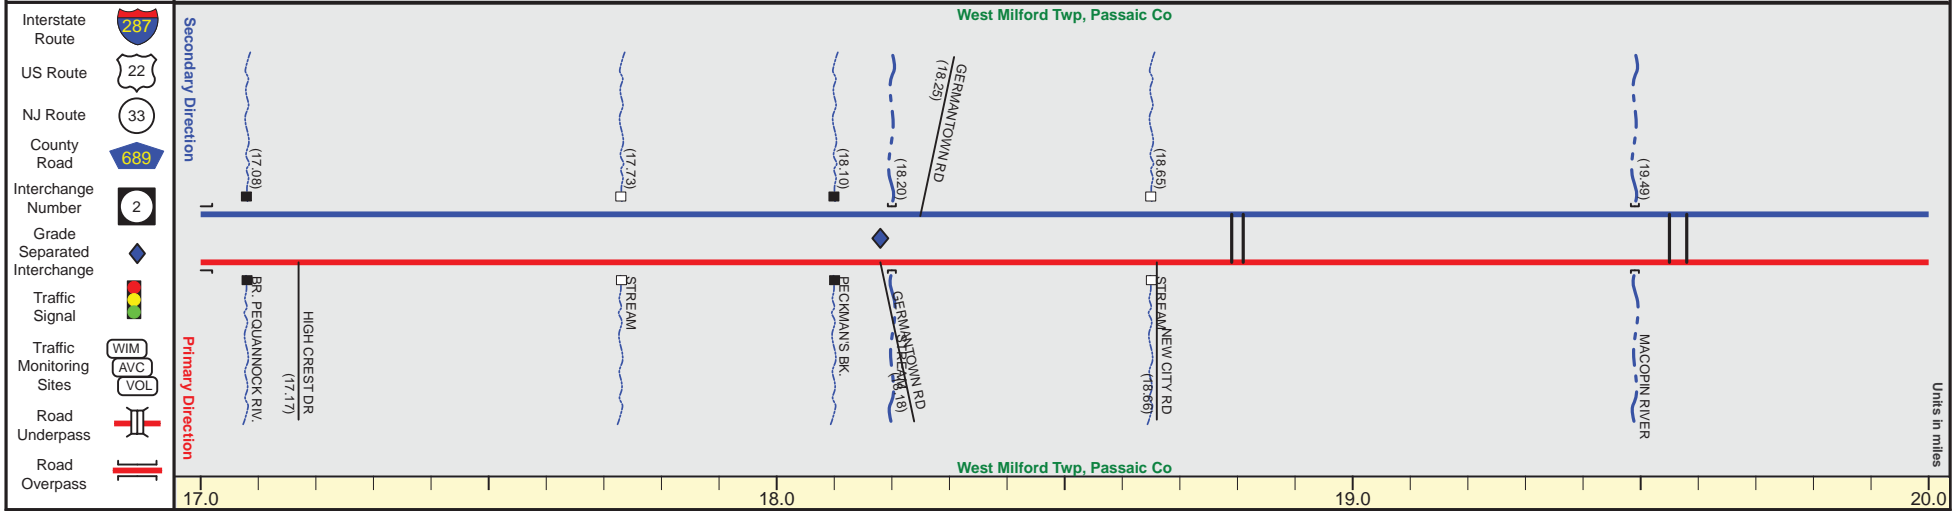 Interstate
Route
287
US Route
22
NJ Route
33
County
Road
689
Interchange
Number
2
Grade
Separated
Interchange
Traffic
Signal
Traffic
Monitoring
Sites
WIM
AVC
VOL
Road
Underpass
Road
Overpass
Secondary Direction
Primary Direction
West Milford Twp, Passaic Co
(17.08)
(17.73)
(18.10)
(18.20)
GERMANTOWN RD
(18.25)
(18.65)
(19.49)
BR. PEQUANNOCK RIV.
HIGH CREST DR
(17.17)
STREAM
PECKMAN'S BK.
GERMANTOWN RD
(18.18)
STREAM
STREAM
NEW CITY RD
(18.66)
MACOPIN RIVER
West Milford Twp, Passaic Co
Units in miles
17.0
18.0
19.0
20.0